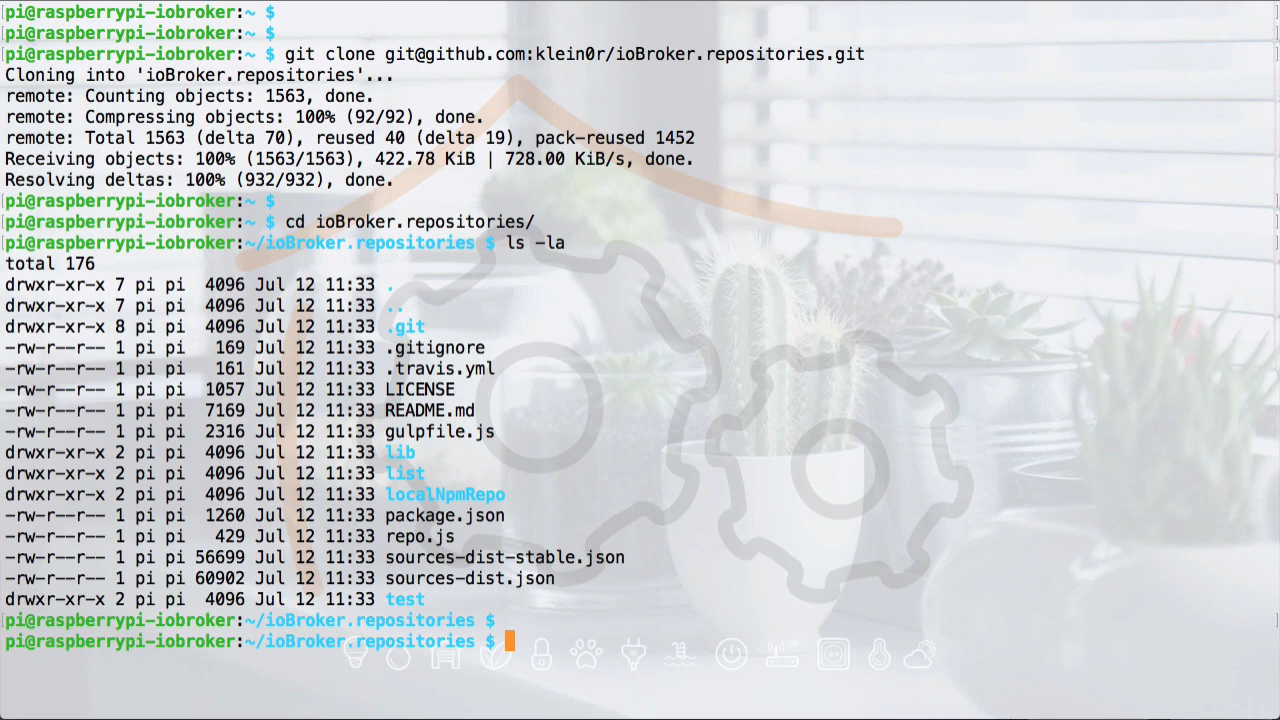 pi@raspberrypi-iobroker:~ $
pi@raspberrypi-iobroker:~ $
pi@raspberrypi-iobroker:~ $ git clone git@github.com:klein0r/ioBroker.repositories.git
Cloning into 'ioBroker.repositories'...
remote: Counting objects: 1563, done.
remote: Compressing objects: 100% (92/92), done.
remote: Total 1563 (delta 70), reused 40 (delta 19), pack-reused 1452
Receiving objects: 100% (1563/1563), 422.78 KiB | 728.00 KiB/s, done.
Resolving deltas: 100% (932/932), done.
pi@raspberrypi-iobroker:~ $
pi@raspberrypi-iobroker:~ $ cd ioBroker.repositories/
pi@raspberrypi-iobroker:~/ioBroker.repositories $ ls -la
total 176
drwxr-xr-x 7 pi pi  4096 Jul 12 11:33 .
drwxr-xr-x 7 pi pi  4096 Jul 12 11:33 ..
drwxr-xr-x 8 pi pi  4096 Jul 12 11:33 .git
-rw-r--r-- 1 pi pi   169 Jul 12 11:33 .gitignore
-rw-r--r-- 1 pi pi   161 Jul 12 11:33 .travis.yml
-rw-r--r-- 1 pi pi  1057 Jul 12 11:33 LICENSE
-rw-r--r-- 1 pi pi  7169 Jul 12 11:33 README.md
-rw-r--r-- 1 pi pi  2316 Jul 12 11:33 gulpfile.js
drwxr-xr-x 2 pi pi  4096 Jul 12 11:33 lib
drwxr-xr-x 2 pi pi  4096 Jul 12 11:33 list
drwxr-xr-x 2 pi pi  4096 Jul 12 11:33 localNpmRepo
-rw-r--r-- 1 pi pi  1260 Jul 12 11:33 package.json
-rw-r--r-- 1 pi pi   429 Jul 12 11:33 repo.js
-rw-r--r-- 1 pi pi 56699 Jul 12 11:33 sources-dist-stable.json
-rw-r--r-- 1 pi pi 60902 Jul 12 11:33 sources-dist.json
drwxr-xr-x 2 pi pi  4096 Jul 12 11:33 test
pi@raspberrypi-iobroker:~/ioBroker.repositories $
pi@raspberrypi-iobroker:~/ioBroker.repositories $